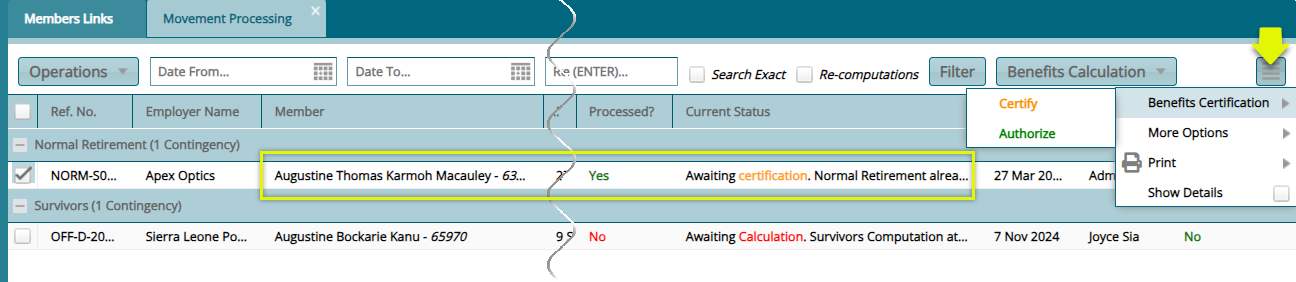 Members Links
Movement Processing
Operations Date From... Date To... (ENTER)... Search Exact Re-computations Filter Benefits Calculation
Ref. No. Employer Name Member Processed? Current Status
Certify
Authorize
Benefits Certification
More Options
Print
Show Details
Normal Retirement (1 Contingency)
NORM-S0... Apex Optics Augustine Thomas Karmoh Macauley - 63... Yes Awaiting certification. Normal Retirement alrea... 27 Mar 20... Adm
Survivors (1 Contingency)
OFF-D-20... Sierra Leone Po... Augustine Bockarie Kanu - 65970 9 S No Awaiting Calculation. Survivors Computation at... 7 Nov 2024 Joyce Sia No